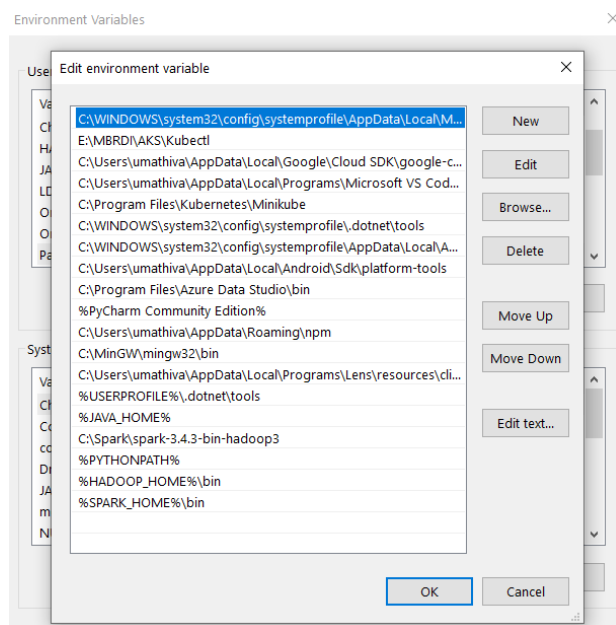 Environment Variables
Edit environment variable
C:\WINDOWS\system32\config\systemprofile\AppData\Local\M...
New
E:\MBRDI\AKS\Kubectl
C:\Users\umathiva\AppData\Local\Google\Cloud SDK\google-c...
Edit
C:\Users\umathiva\AppData\Local\Programs\Microsoft VS Cod...
C:\Program Files\Kubernetes\Minikube
Browse...
C:\WINDOWS\system32\config\systemprofile\.dotnet\tools
C:\WINDOWS\system32\config\systemprofile\AppData\Local\A...
Delete
C:\Users\umathiva\AppData\Local\Android\Sdk\platform-tools
C:\Program Files\Azure Data Studio\bin
%PyCharm Community Edition%
Move Up
C:\Users\umathiva\AppData\Roaming\npm
C:\MinGW\mingw32\bin
Move Down
C:\Users\umathiva\AppData\Local\Programs\Lens\resources\cli...
%USERPROFILE%\.dotnet\tools
%JAVA_HOME%
Edit text...
C:\Spark\spark-3.4.3-bin-hadoop3
%PYTHONPATH%
%HADOOP_HOME%\bin
%SPARK_HOME%\bin
OK
Cancel